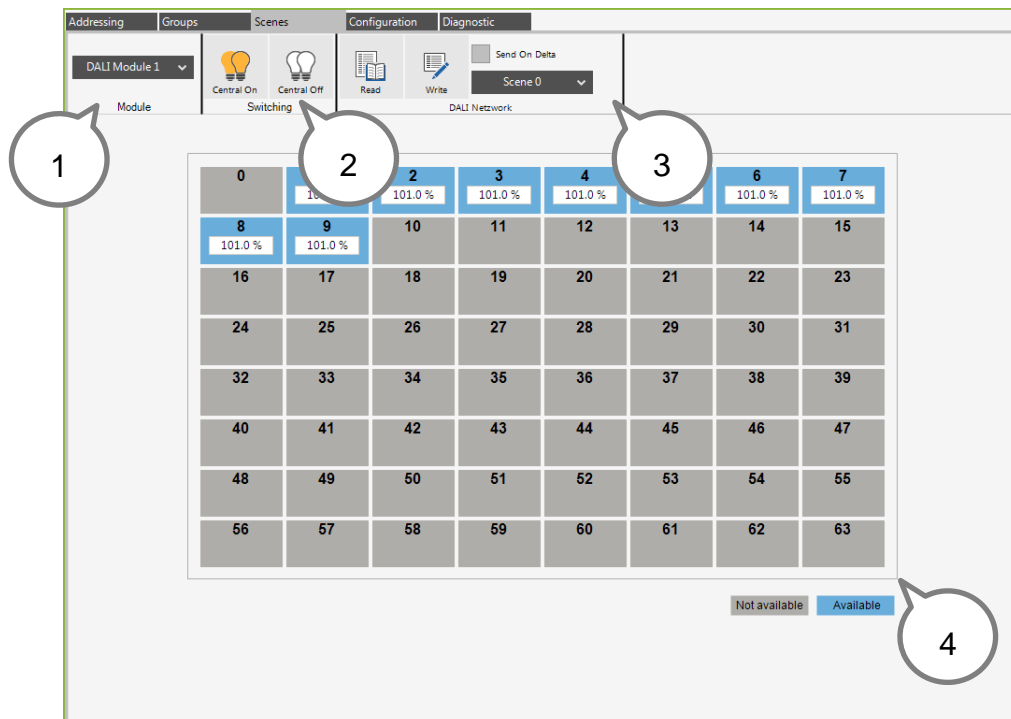 Addressing Groups Scenes Configuration Diagnostic
DALI Module 1
Central On Central Off Read Write Send On Delta
Scene 0
Module Switching DALI Netzwork
1 2 3
0 2 3 4 6 7
101.0 % 101.0 % 101.0 % 101.0 % 101.0 %
8 9 10 11 12 13 14 15
101.0 % 101.0 %
16 17 18 19 20 21 22 23
24 25 26 27 28 29 30 31
32 33 34 35 36 37 38 39
40 41 42 43 44 45 46 47
48 49 50 51 52 53 54 55
56 57 58 59 60 61 62 63
Not available Available
4